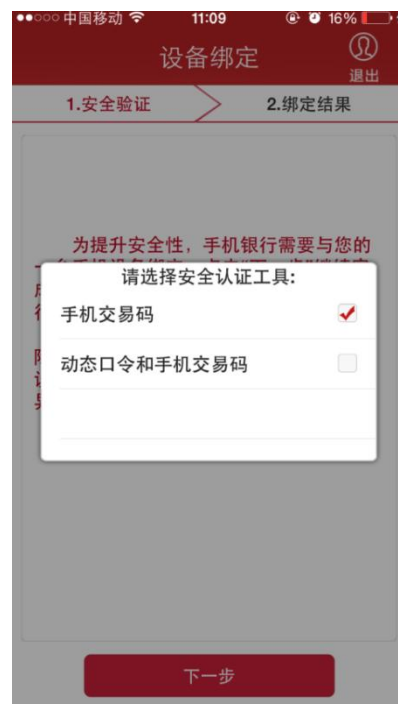 中国移动 11:09 16%
设备绑定
退出
1.安全验证 2.绑定结果
为提升安全性，手机银行需要与您的
请选择安全认证工具:
手机交易码
动态口令和手机交易码
下一步